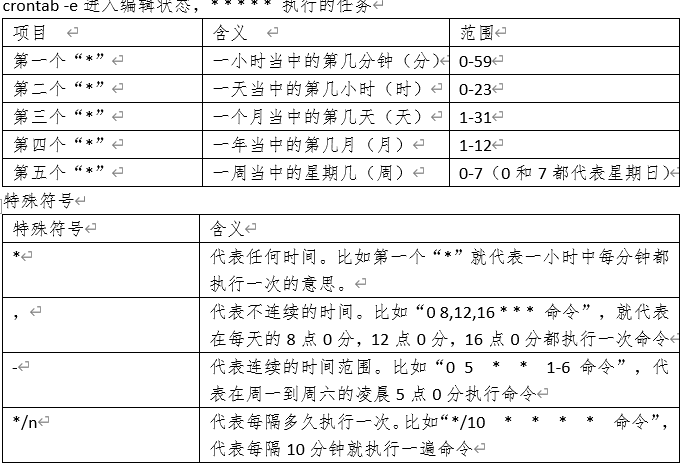 crontab -e 进入编辑状态，* * * * * 执行的任务
项目 含义 范围
第一个“*” 一小时当中的第几分钟（分） 0-59
第二个“*” 一天当中的第几小时（时） 0-23
第三个“*” 一个月当中的第几天（天） 1-31
第四个“*” 一年当中的第几月（月） 1-12
第五个“*” 一周当中的星期几（周） 0-7（0 和 7 都代表星期日）
特殊符号
特殊符号 含义
* 代表任何时间。比如第一个“*”就代表一小时中每分钟都
执行一次的意思。
， 代表不连续的时间。比如“0 8,12,16 * * * 命令”，就代表
在每天的 8 点 0 分，12 点 0 分，16 点 0 分都执行一次命令
- 代表连续的时间范围。比如“0 5 * * 1-6 命令”，代
表在周一到周六的凌晨 5 点 0 分执行命令
*/n 代表每隔多久执行一次。比如“*/10 * * * * 命令”，
代表每隔 10 分钟就执行一遍命令